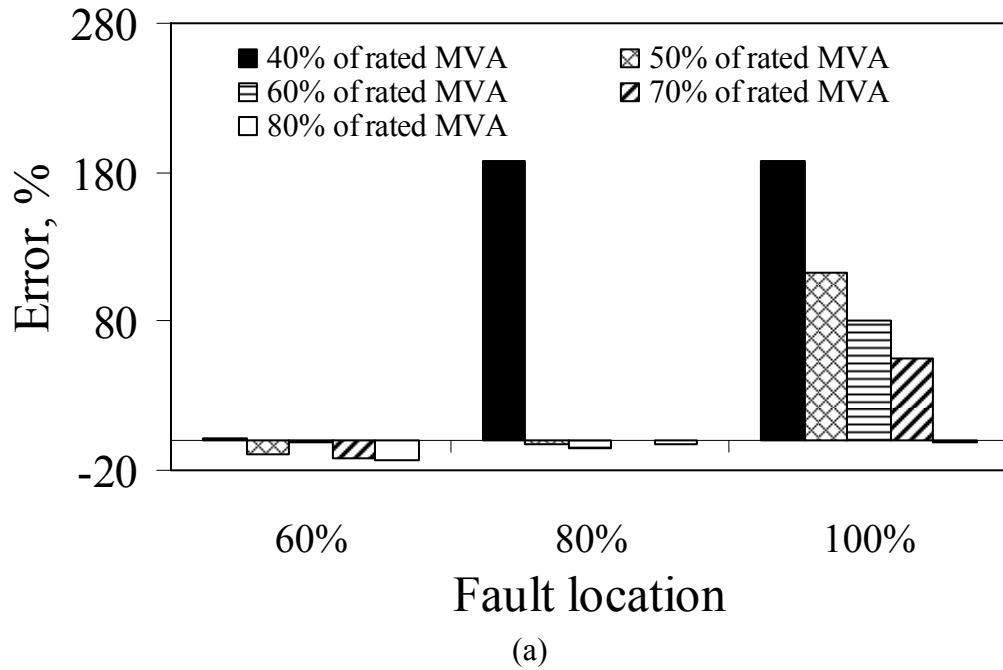 280
180
80
-20
Error, %
40% of rated MVA
50% of rated MVA
60% of rated MVA
70% of rated MVA
80% of rated MVA
60%
80%
100%
Fault location
(a)